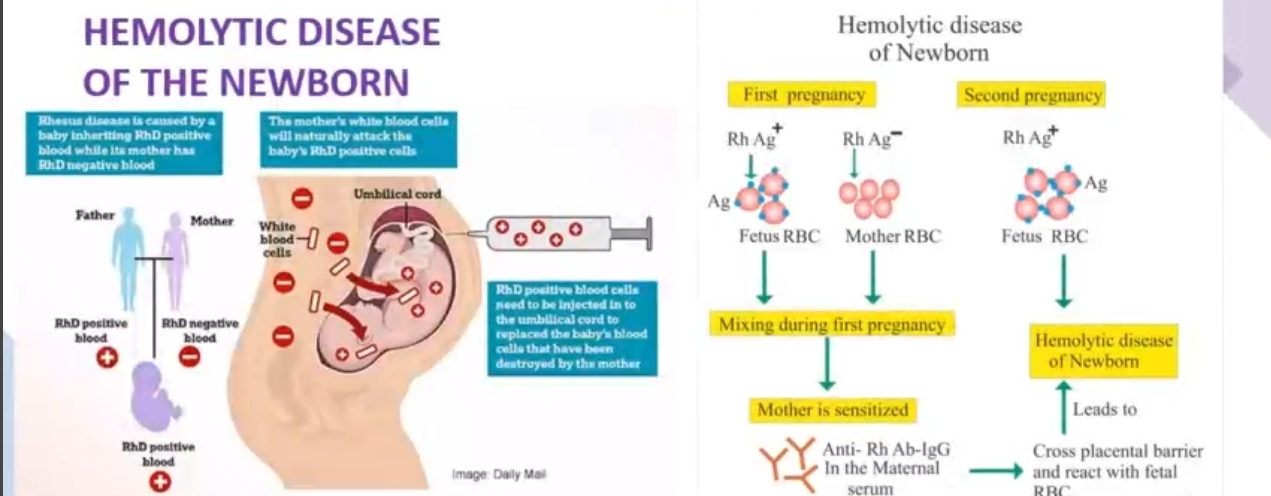 HEMOLYTIC DISEASE
OF THE NEWBORN
Rhesus disease is caused by a
baby inheriting RhD positive
blood while its mother has
RhD negative blood
The mother's white blood cells
will naturally attack the
baby's RhD positive cells
Father
Mother
RhD positive
blood
RhD negative
blood
RhD positive
blood
Umbilical cord
White
blood
cells
RhD positive blood cells
need to be injected in to
the umbilical cord to
replaced the baby's blood
cells that have been
destroyed by the mother
Image: Daily Mail
Hemolytic disease
of Newborn
First pregnancy
Second pregnancy
Rh Ag+
Rh Ag−
Rh Ag+
Ag
Ag
Fetus RBC
Mother RBC
Fetus RBC
Mixing during first pregnancy
Mother is sensitized
Anti- Rh Ab-IgG
In the Maternal
serum
Hemolytic disease
of Newborn
Leads to
Cross placental barrier
and react with fetal
RBC